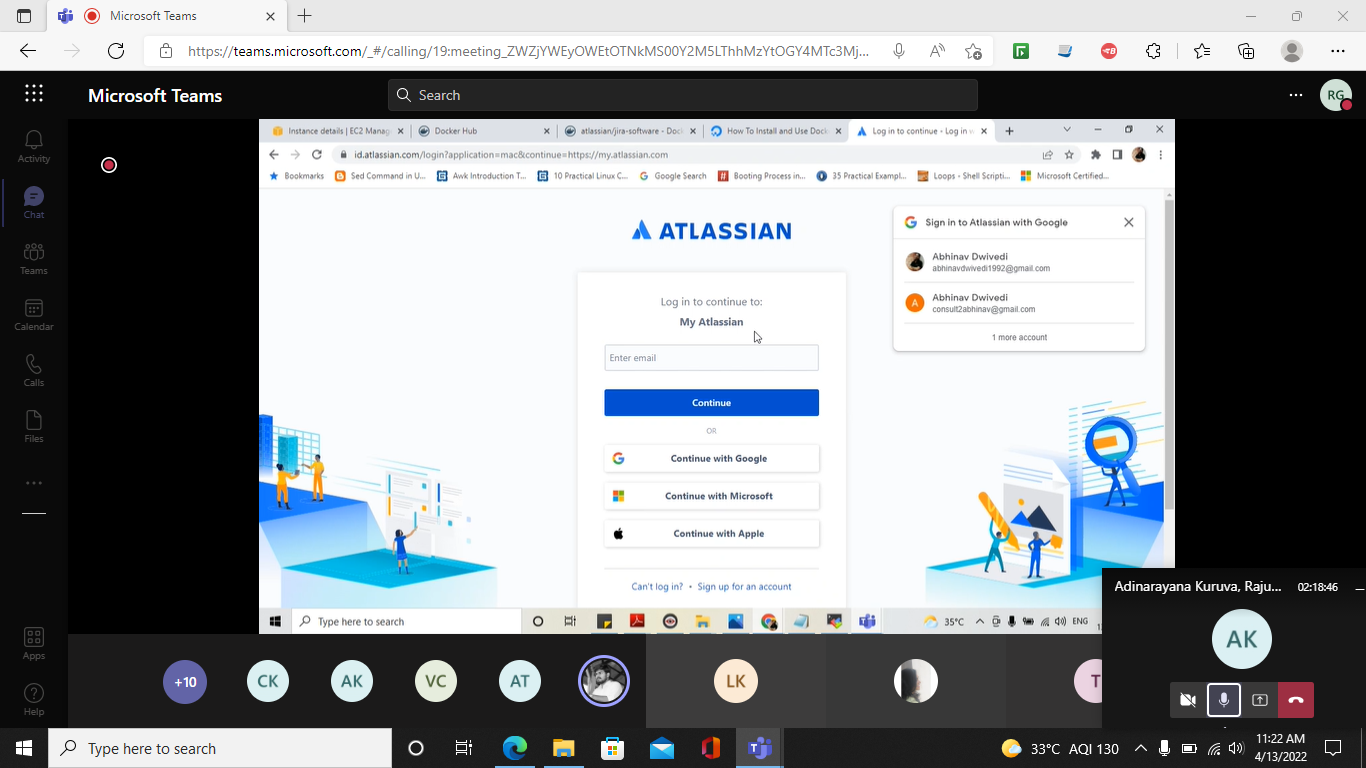 Microsoft Teams
https://teams.microsoft.com/_#/calling/19:meeting_ZWZjYWEyOWEtOTNkMS00Y2M5LThhMzYtOGY4MTc3Mj...
Microsoft Teams
Search
RG
Activity
Chat
Teams
Calendar
Calls
Files
Apps
Help
Instance details | EC2 Manag
Docker Hub
atlassian/jira-software - Doc
How To Install and Use Dock
Log in to continue - Log in w
id.atlassian.com/login?application=mac&continue=https://my.atlassian.com
Bookmarks
Sed Command in U...
Awk Introduction T...
10 Practical Linux C...
Google Search
Booting Process in...
35 Practical Exampl...
Loops - Shell Scripti...
Microsoft Certified...
ATLASSIAN
Log in to continue to:
My Atlassian
Enter email
Continue
OR
Continue with Google
Continue with Microsoft
Continue with Apple
Can't log in? • Sign up for an account
Sign in to Atlassian with Google
Abhinav Dwivedi
abhinavdwivedi1992@gmail.com
A
Abhinav Dwivedi
consult2abhinav@gmail.com
1 more account
Type here to search
35°C
ENG
Adinarayana Kuruva, Raju...
02:18:46
AK
+10
CK
AK
VC
AT
LK
T
Type here to search
33°C AQI 130
11:22 AM
4/13/2022